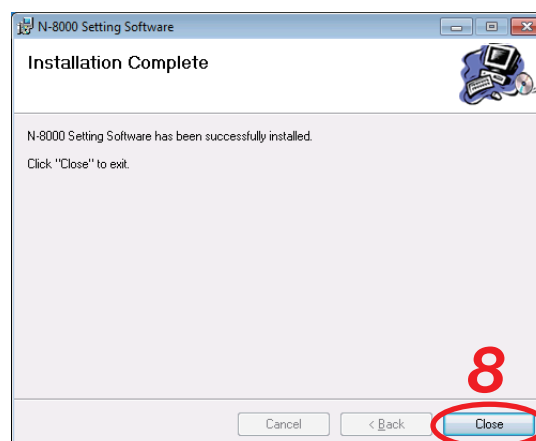 N-8000 Setting Software
Installation Complete
N-8000 Setting Software has been successfully installed.
Click "Close" to exit.
8
Cancel
< Back
Close